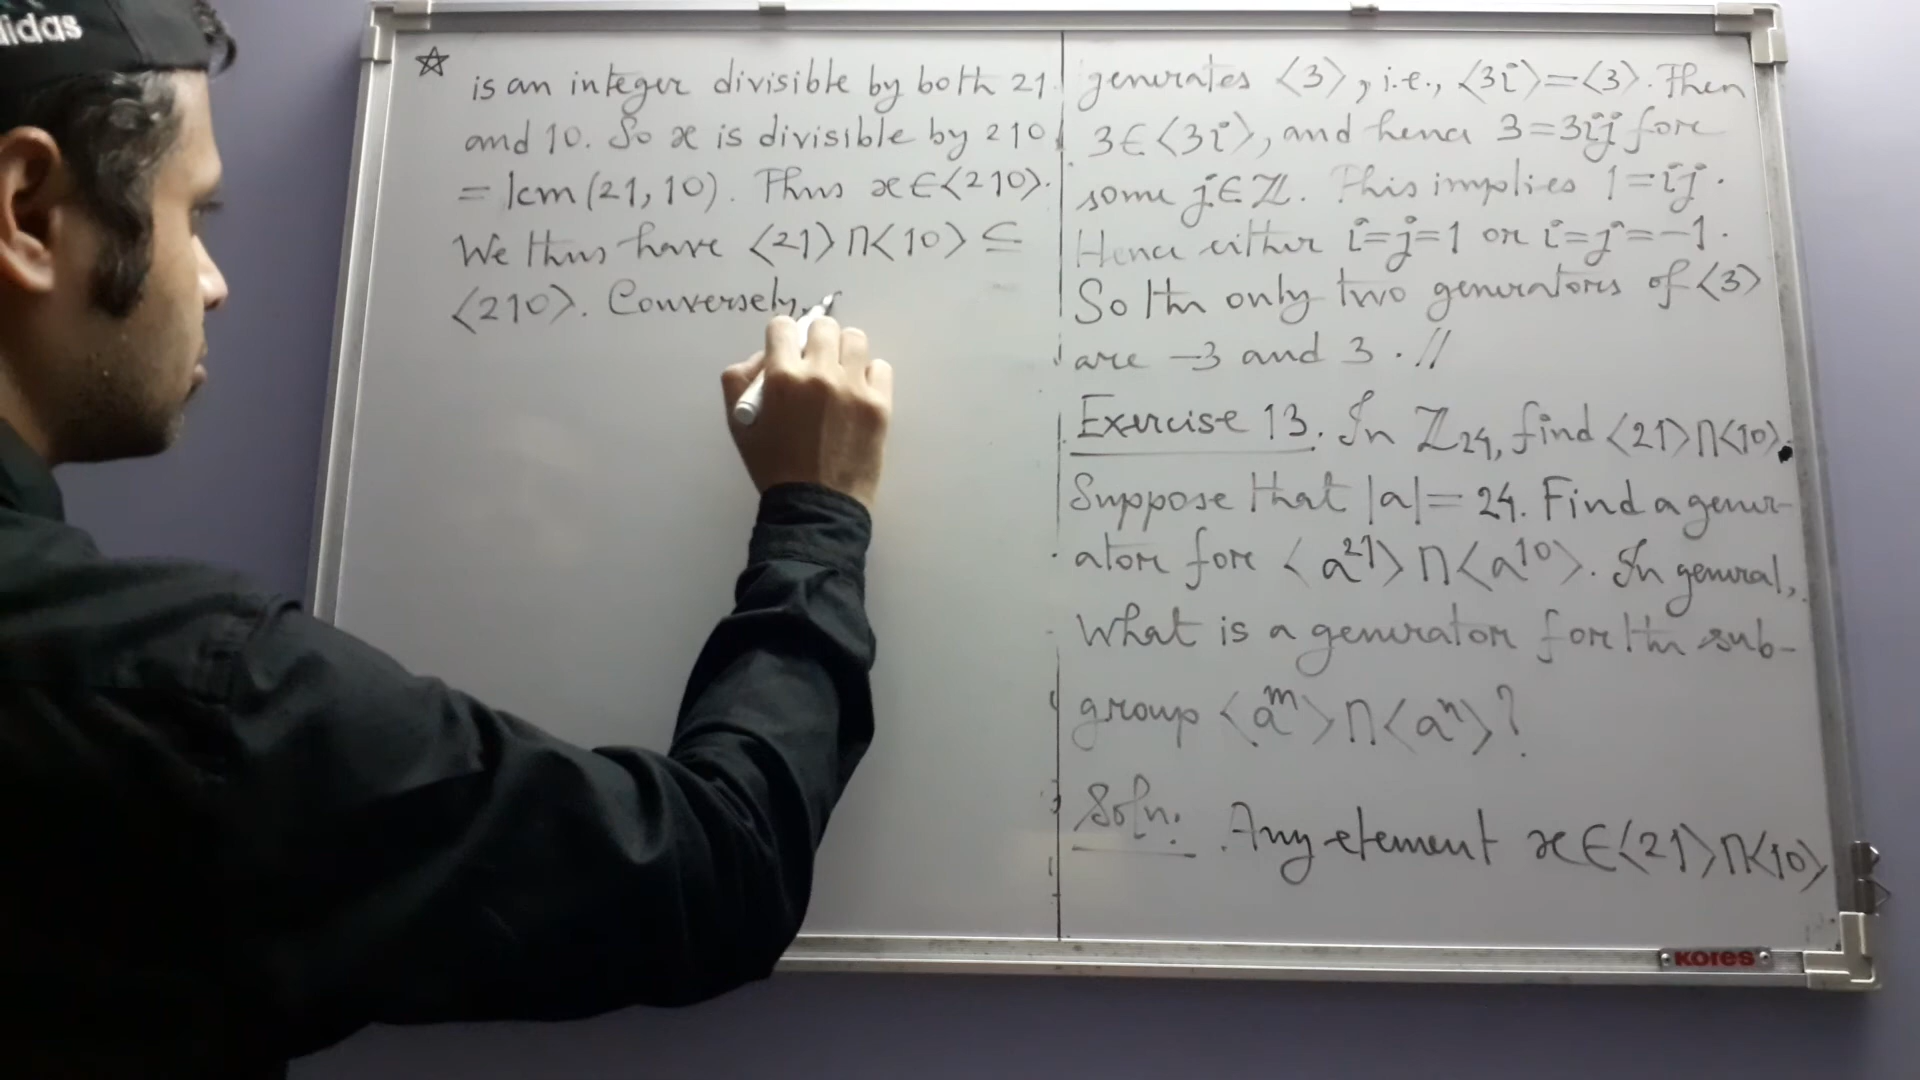 adidas
☆ is an integer divisible by both 21
and 10. So x is divisible by 210
= lcm(21, 10). Thus x∈⟨210⟩.
We thus have ⟨21⟩∩⟨10⟩ ⊆
⟨210⟩. Conversely,
generates ⟨3⟩, i.e., ⟨3i⟩=⟨3⟩. Then
3∈⟨3i⟩, and hence 3=3ij for
some j∈ℤ. This implies 1=ij.
Hence either i=j=1 or i=j=-1.
So the only two generators of ⟨3⟩
are -3 and 3. //
Exercise 13. In ℤ24, find ⟨21⟩∩⟨10⟩.
Suppose that |a|=24. Find a gener-
ator for ⟨a²¹⟩∩⟨a¹⁰⟩. In general,
what is a generator for the sub-
group ⟨aᵐ⟩∩⟨aⁿ⟩?
Soln. Any element x∈⟨21⟩∩⟨10⟩
KORES